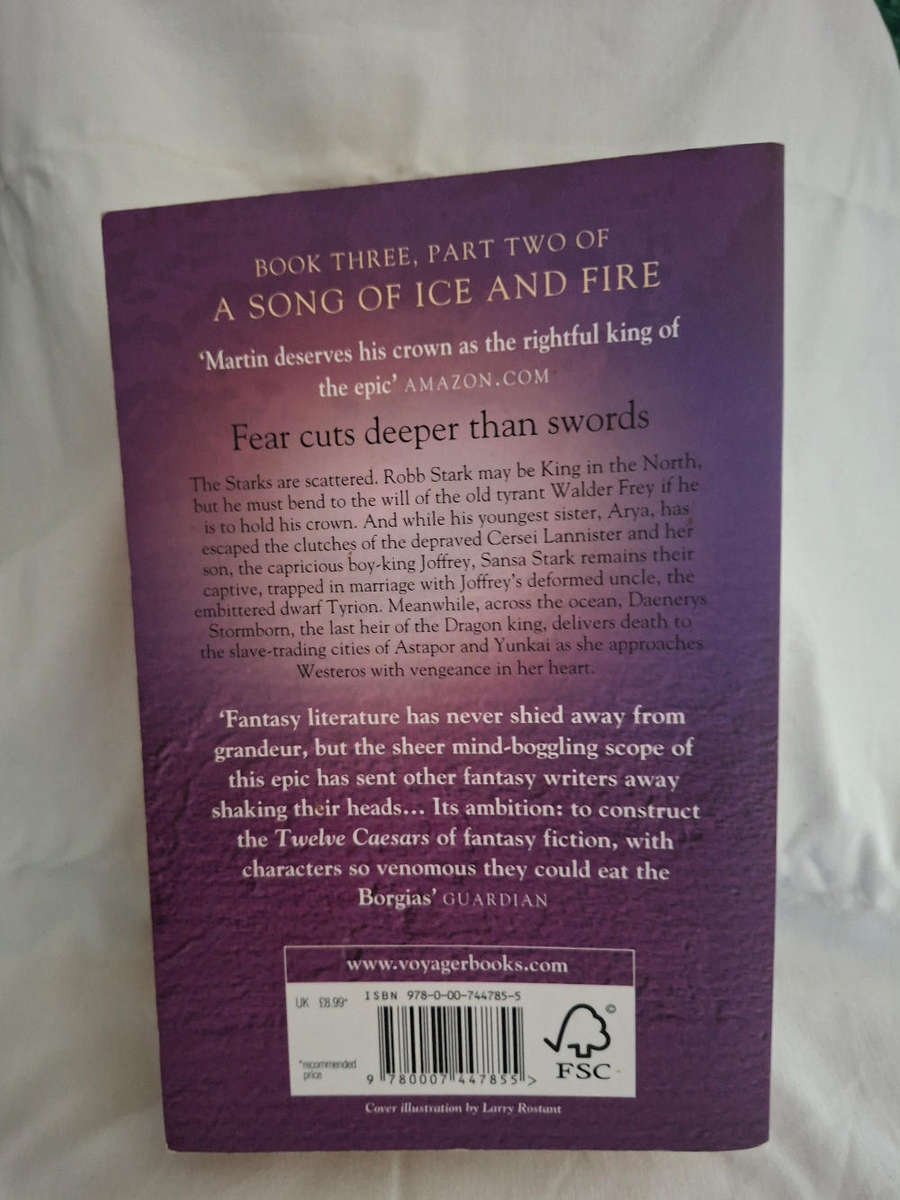 BOOK THREE, PART TWO OF
A SONG OF ICE AND FIRE
‘Martin deserves his crown as the rightful king of
the epic’ AMAZON.COM
Fear cuts deeper than swords
The Starks are scattered. Robb Stark may be King in the North,
but he must bend to the will of the old tyrant Walder Frey if he
is to hold his crown. And while his youngest sister, Arya, has
escaped the clutches of the depraved Cersei Lannister and her
son, the capricious boy-king Joffrey, Sansa Stark remains their
captive, trapped in marriage with Joffrey’s deformed uncle, the
embittered dwarf Tyrion. Meanwhile, across the ocean, Daenerys
Stormborn, the last heir of the Dragon king, delivers death to
the slave-trading cities of Astapor and Yunkai as she approaches
Westeros with vengeance in her heart.
‘Fantasy literature has never shied away from
grandeur, but the sheer mind-boggling scope of
this epic has sent other fantasy writers away
shaking their heads… Its ambition: to construct
the Twelve Caesars of fantasy fiction, with
characters so venomous they could eat the
Borgias’ GUARDIAN
www.voyagerbooks.com
UK £8.99*
ISBN 978-0-00-744785-5
*recommended
price
9 780007 447855 >
©
FSC
Cover illustration by Larry Rostant